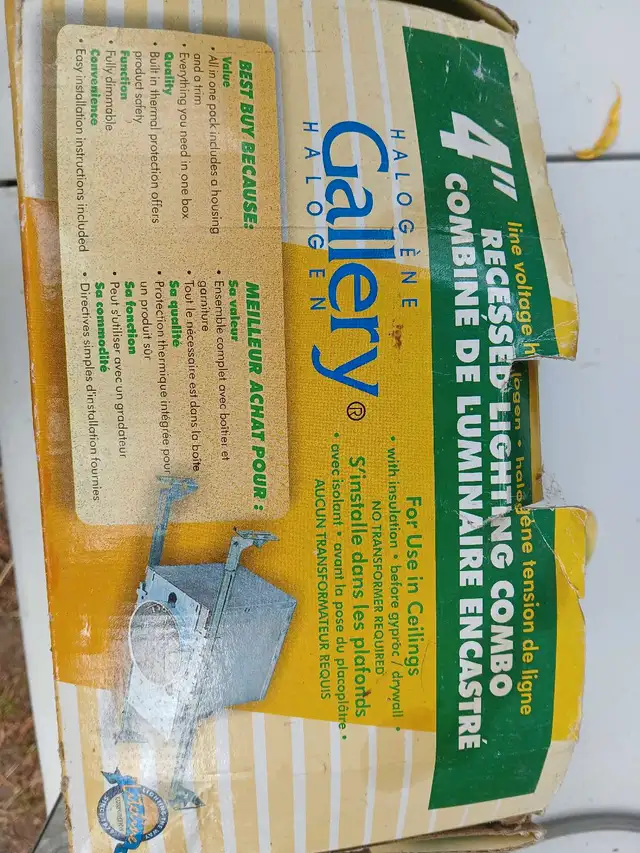 line voltage h logen • halogène tension de ligne
4" RECESSED LIGHTING COMBO
COMBINÉ DE LUMINAIRE ENCASTRÉ
HALOGÈNE
Gallery®
HALOGEN
For Use in Ceilings
• with insulation • before gyproc / drywall •
NO TRANSFORMER REQUIRED
S'installe dans les plafonds
• avec isolant • avant la pose du placoplâtre •
AUCUN TRANSFORMATEUR REQUIS
BEST BUY BECAUSE:
Value
• All in one pack includes a housing
and a trim
• Everything you need in one box
Quality
• Built in thermal protection offers
product safety
Function
• Fully dimmable
Convenience
• Easy installation instructions included
MEILLEUR ACHAT POUR :
Sa valeur
• Ensemble complet avec boîtier et
garniture
• Tout le nécessaire est dans la boîte
Sa qualité
• Protection thermique intégrée pour
un produit sûr
Sa fonction
• Peut s'utiliser avec un gradateur
Sa commodité
• Directives simples d'installation fournies